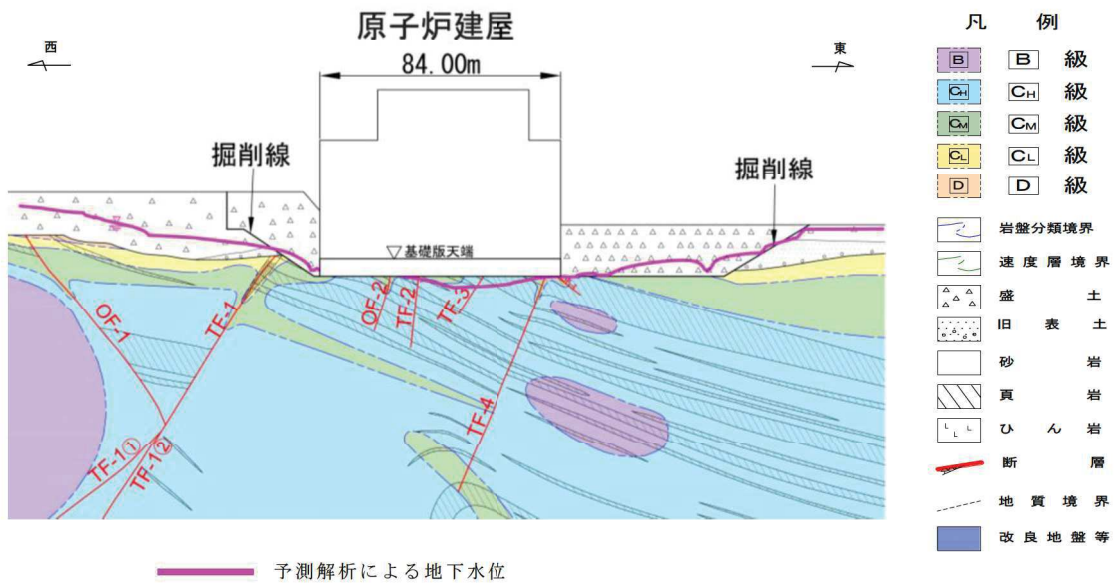 原子炉建屋
84.00m
西
東
掘削線
掘削線
▽基礎版天端
OF-1
TF-1
OF-2
TF-2
TF-3
TF-4
TF-1①
TF-1②
予測解析による地下水位
凡 例
B B 級
CH CH 級
CM CM 級
CL CL 級
D D 級
岩盤分類境界
速度層境界
盛土
旧表土
砂岩
頁岩
ひん岩
断層
地質境界
改良地盤等